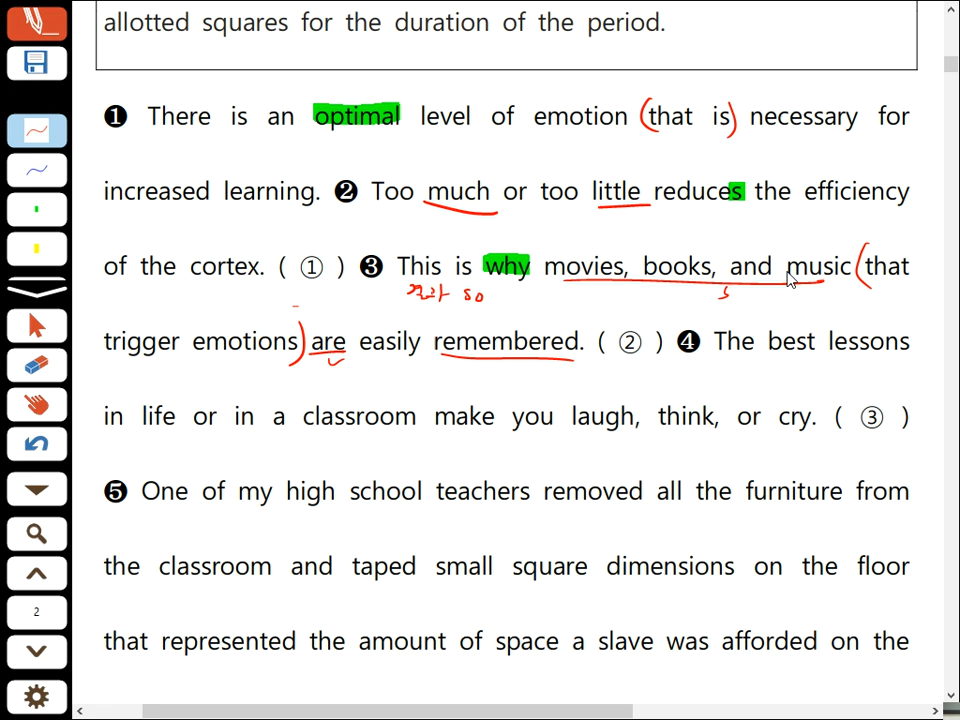 allotted squares for the duration of the period.
❶ There is an optimal level of emotion (that is) necessary for
increased learning. ❷ Too much or too little reduces the efficiency
of the cortex. ( ① ) ❸ This is why movies, books, and music (that
결과 so s
trigger emotions) are easily remembered. ( ② ) ❹ The best lessons
v
in life or in a classroom make you laugh, think, or cry. ( ③ )
❺ One of my high school teachers removed all the furniture from
the classroom and taped small square dimensions on the floor
2
that represented the amount of space a slave was afforded on the